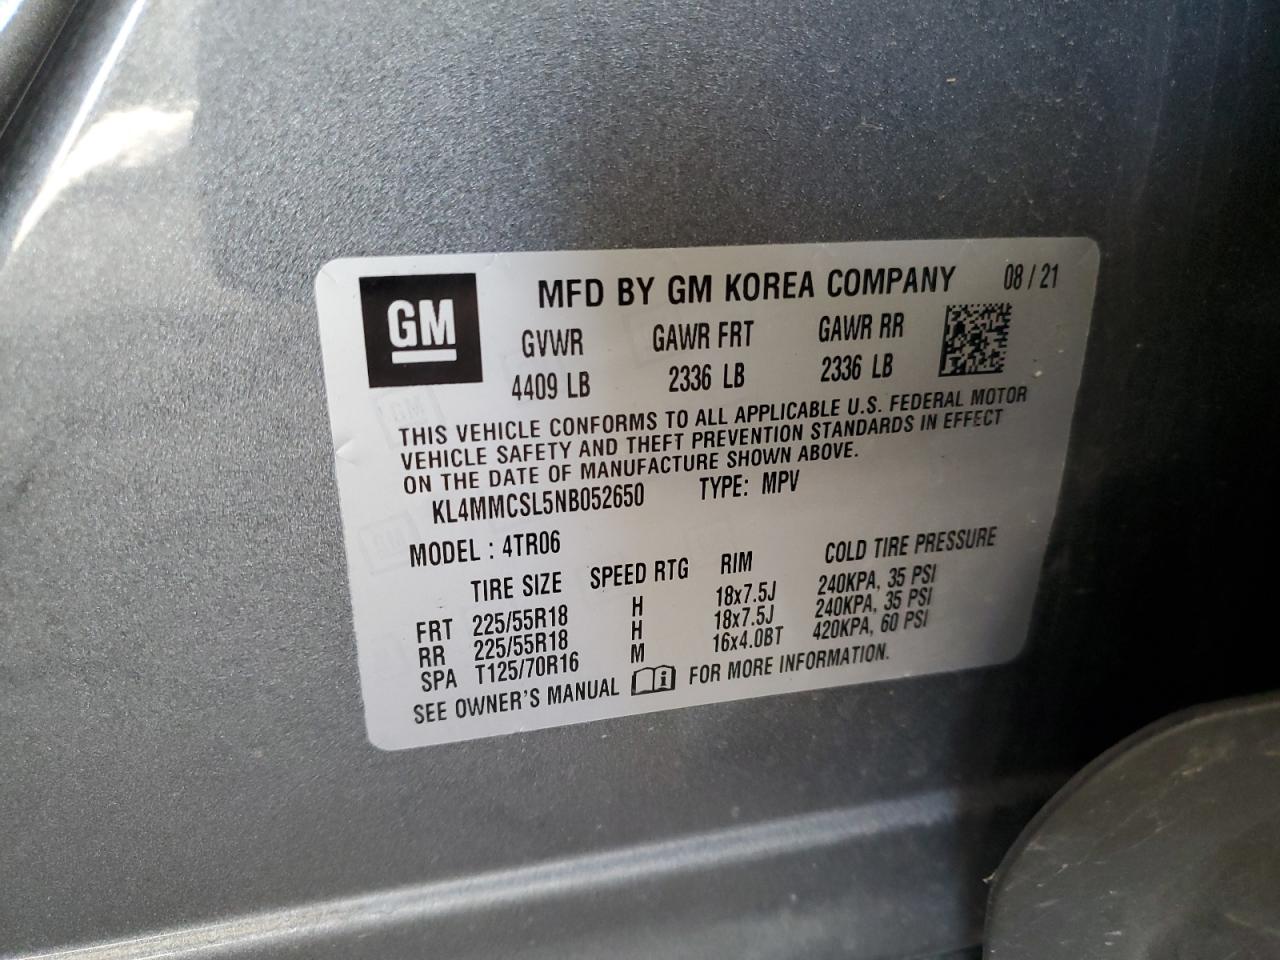 GM
MFD BY GM KOREA COMPANY 08 / 21
GVWR GAWR FRT GAWR RR
4409 LB 2336 LB 2336 LB
THIS VEHICLE CONFORMS TO ALL APPLICABLE U.S. FEDERAL MOTOR
VEHICLE SAFETY AND THEFT PREVENTION STANDARDS IN EFFECT
ON THE DATE OF MANUFACTURE SHOWN ABOVE.
KL4MMCSL5NB052650 TYPE: MPV
MODEL : 4TR06
TIRE SIZE SPEED RTG RIM COLD TIRE PRESSURE
FRT 225/55R18 H 18x7.5J 240KPA, 35 PSI
RR 225/55R18 H 18x7.5J 240KPA, 35 PSI
SPA T125/70R16 M 16x4.0BT 420KPA, 60 PSI
SEE OWNER'S MANUAL FOR MORE INFORMATION.